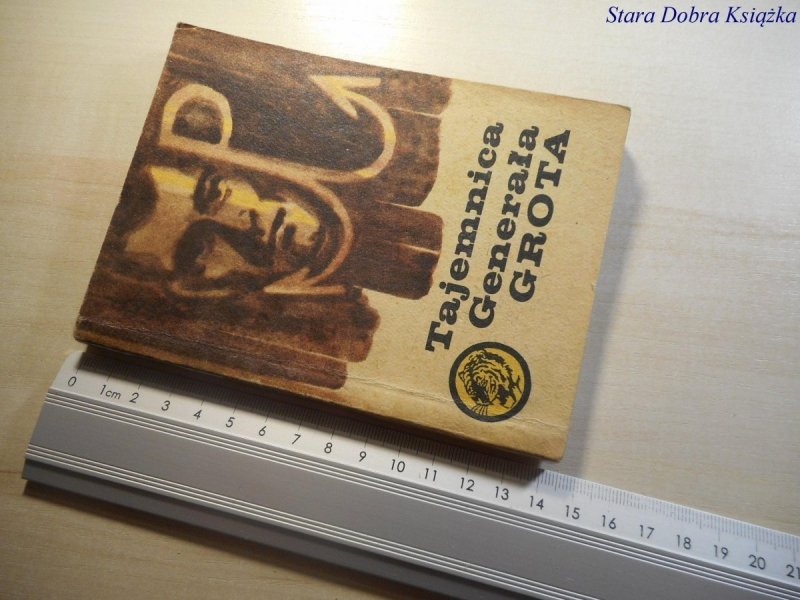 Stara Dobra Książka
Tajemnica
Generała
GROTA
0 1cm 2 3 4 5 6 7 8 9 10 11 12 13 14 15 16 17 18 19 20 21